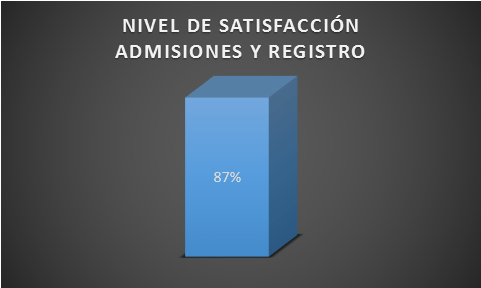 NIVEL DE SATISFACCIÓN
ADMISIONES Y REGISTRO
87%